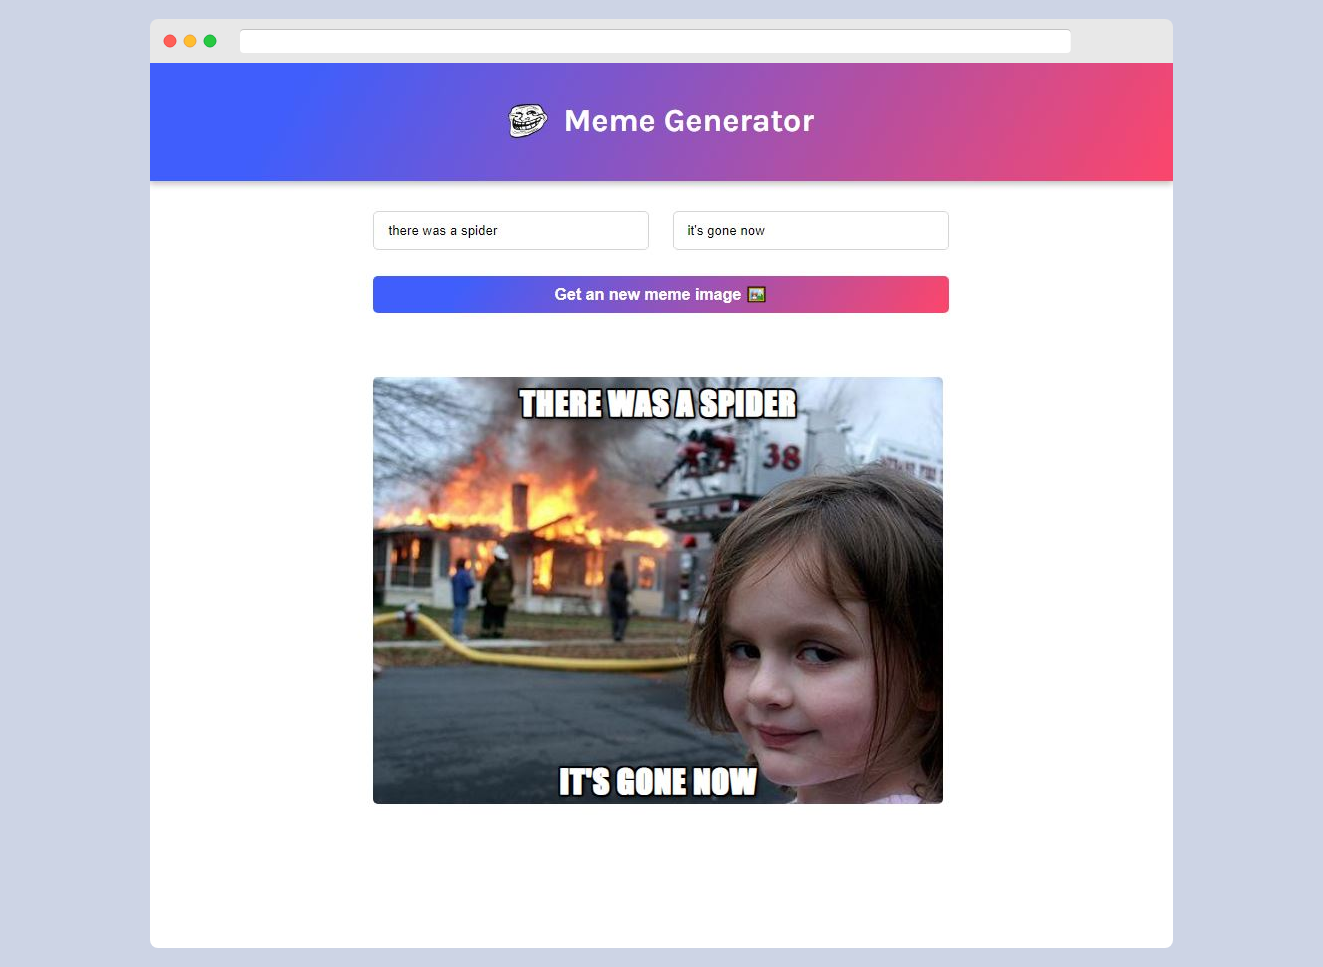 Meme Generator
there was a spider
it's gone now
Get an new meme image
THERE WAS A SPIDER
38
IT'S GONE NOW